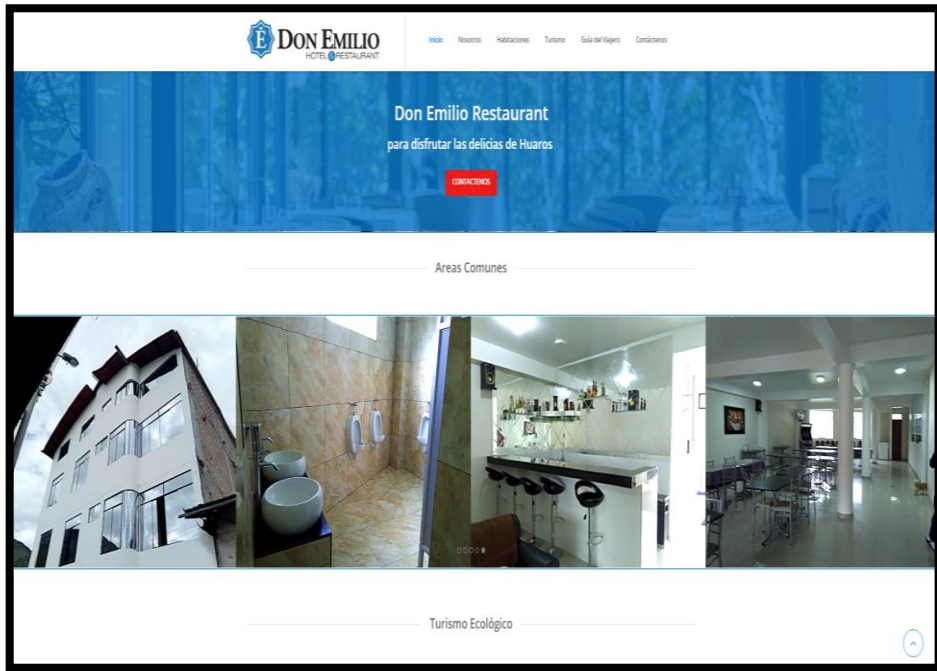 É DON EMILIO
HOTEL & RESTAURANT
Inicio Nosotros Habitaciones Turismo Guía del Viajero Contáctenos
Don Emilio Restaurant
para disfrutar las delicias de Huaros
CONTACTENOS
Areas Comunes
Turismo Ecológico